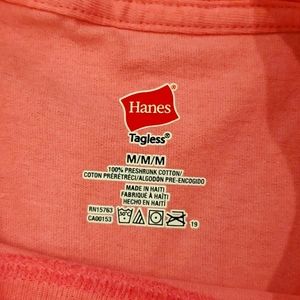 Hanes
Tagless®
M/M/M
100% PRESHRUNK COTTON/
COTON PRÉRÉTRÉCI/ALGODÓN PRE-ENCOGIDO
MADE IN HAITI
FABRIQUÉ À HAÏTI
HECHO EN HAITI
RN15763
CA00153
19